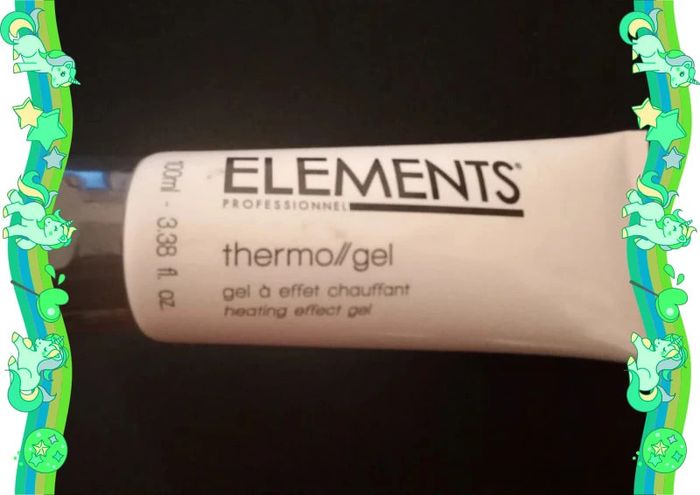 ELEMENTS®
PROFESSIONNEL
thermo//gel
gel à effet chauffant
heating effect gel
100ml - 3.38 fl. oz